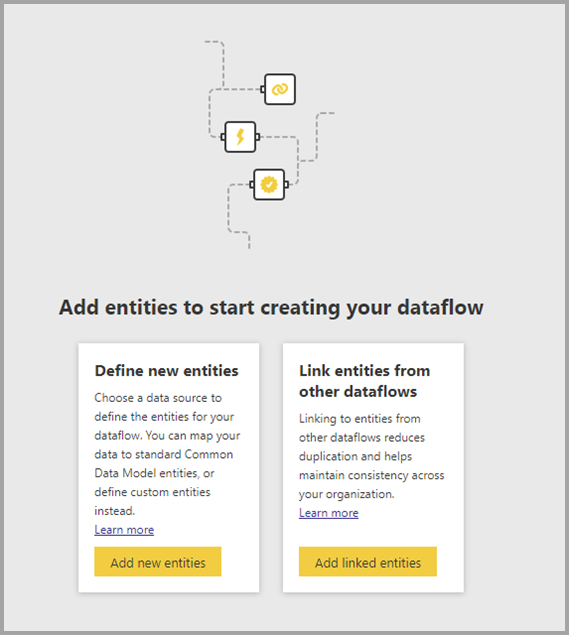 Add entities to start creating your dataflow
Define new entities
Choose a data source to
define the entities for your
dataflow. You can map your
data to standard Common
Data Model entities, or
define custom entities
instead.
Learn more
Add new entities
Link entities from
other dataflows
Linking to entities from
other dataflows reduces
duplication and helps
maintain consistency across
your organization.
Learn more
Add linked entities